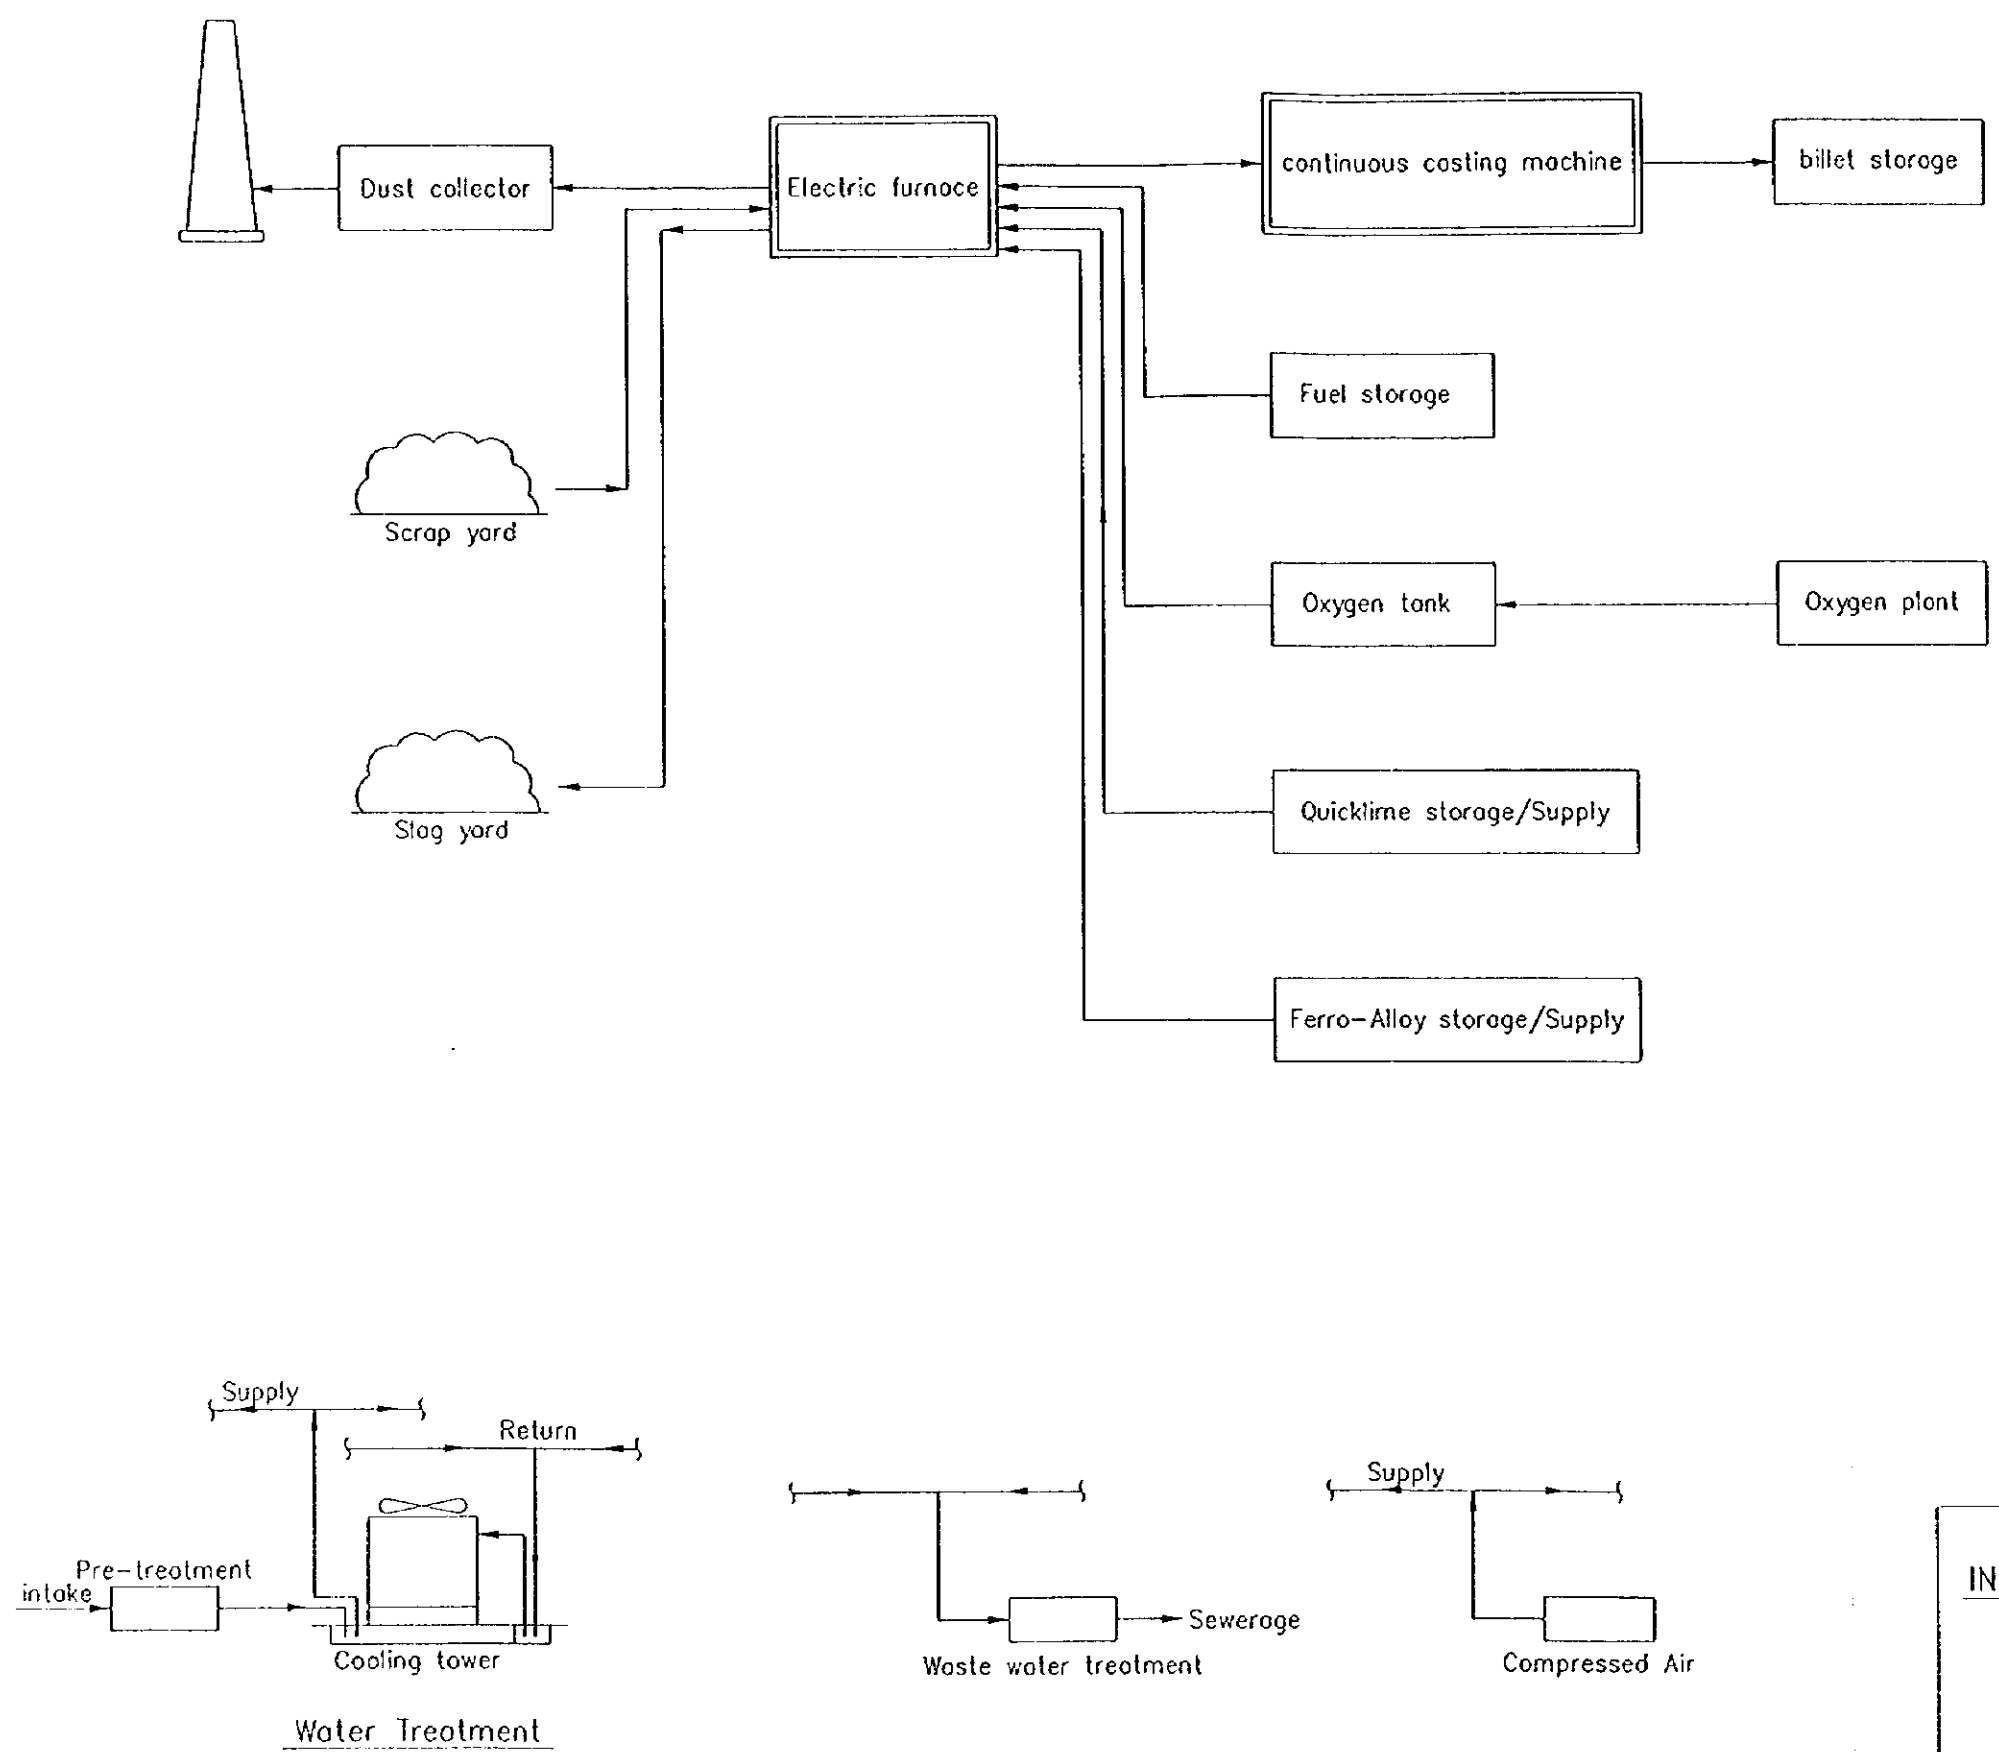 Dust collector
Electric furnace
continuous casting machine
billet storage
Fuel storage
Scrap yard
Oxygen tank
Oxygen plant
Slag yard
Quicklime storage/Supply
Ferro-Alloy storage/Supply
Supply
Return
Supply
Pre-treatment
intake
IN
Sewerage
Cooling tower
Waste water treatment
Compressed Air
Water Treatment